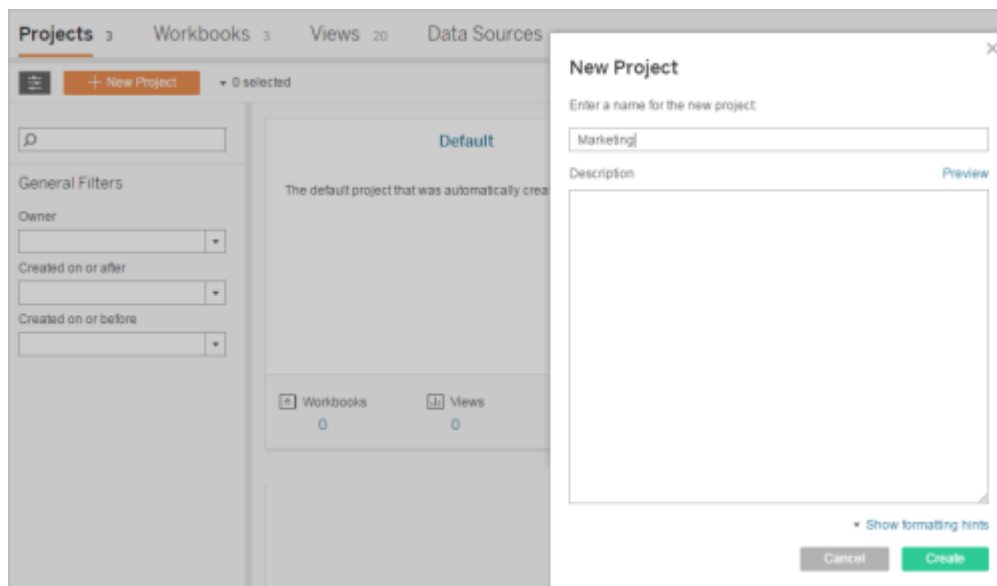 Projects 3 Workbooks 3 Views 20 Data Sources
+ New Project 0 selected
General Filters
Owner
Created on or after
Created on or before
Default
The default project that was automatically crea
Workbooks Views
0 0
New Project
Enter a name for the new project:
Marketing
Description Preview
Show formatting hints
Cancel Create